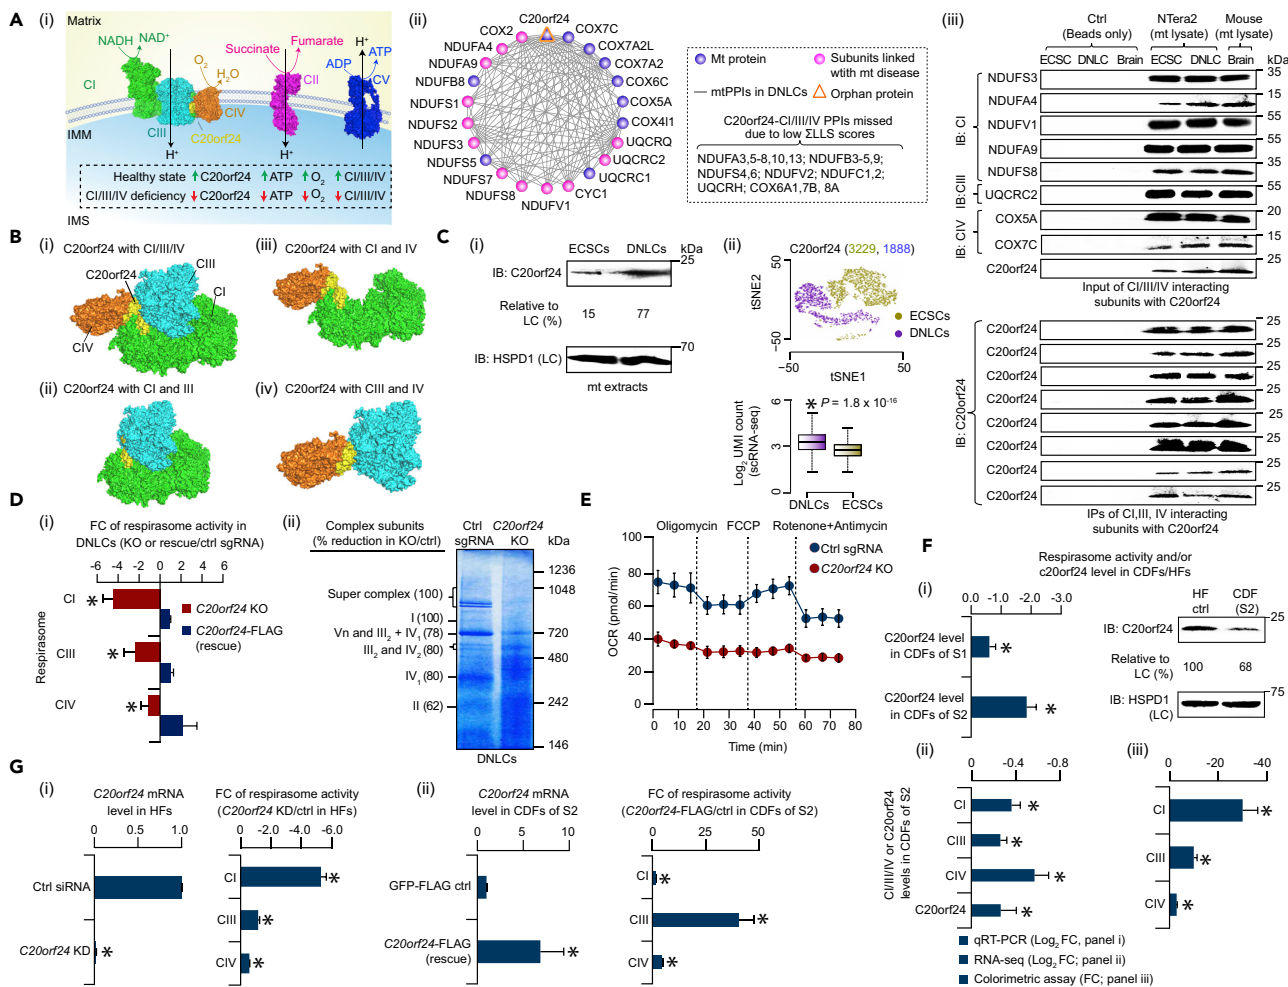 A
(i)
Matrix
NADH
NAD+
CI
O2
H2O
CIV
CIII
C20orf24
IMM
H+
Succinate
Fumarate
CII
H+
H+
ADP
ATP
CV
Healthy state ↑C20orf24 ↑ATP ↑O2 ↑CI/III/IV
CI/III/IV deficiency ↓C20orf24 ↓ATP ↓O2 ↓CI/III/IV
IMS
(ii)
C20orf24
COX7C
COX7A2L
COX7A2
COX6C
COX5A
COX4I1
UQCRQ
UQCRC2
UQCRC1
CYC1
NDUFV1
NDUFS8
NDUFS7
NDUFS5
NDUFS3
NDUFS2
NDUFS1
NDUFB8
NDUFA9
NDUFA4
COX2
Mt protein
Subunits linked
wtith mt disease
mtPPIs in DNLCs
Orphan protein
C20orf24-CI/III/IV PPIs missed
due to low ΣLLS scores
NDUFA3,5-8,10,13; NDUFB3-5,9;
NDUFS4,6; NDUFV2; NDUFC1,2;
UQCRH; COX6A1,7B, 8A
(iii)
Ctrl
(Beads only)
NTera2
(mt lysate)
Mouse
(mt lysate)
ECSC DNLC Brain ECSC DNLC Brain kDa
IB: CI
NDUFS3 35
NDUFA4 15
NDUFV1 50
NDUFA9 50
NDUFS8 35
IB:CIII
UQCRC2 50
IB: CIV
COX5A 20
COX7C 10
C20orf24 25
Input of CI/III/IV interacting
subunits with C20orf24
IB: C20orf24
C20orf24 25
C20orf24 25
C20orf24 25
C20orf24 25
C20orf24 25
C20orf24 25
C20orf24 25
C20orf24 25
IPs of CI,III, IV interacting
subunits with C20orf24
B
(i) C20orf24 with CI/III/IV
C20orf24
CIII
CI
CIV
(iii) C20orf24 with CI and IV
(ii) C20orf24 with CI and III
(iv) C20orf24 with CIII and IV
C
(i)
ECSCs DNLCs kDa
IB: C20orf24 25
Relative to
LC (%)
15 77
IB: HSPD1 (LC) 70
mt extracts
(ii)
C20orf24 (3229, 1888)
50
tSNE2
−50
ECSCs
DNLCs
−50 50
tSNE1
* P = 1.8 x 10-16
Log2 UMI count
(scRNA-seq)
6
3
0
DNLCs
ECSCs
D
(i) FC of respirasome activity in
DNLCs (KO or rescue/ctrl sgRNA)
-6 -4 -2 0 2 4 6
Respirasome
CI *
CIII *
CIV *
C20orf24 KO
C20orf24-FLAG
(rescue)
(ii) Complex subunits
(% reduction in KO/ctrl)
Ctrl
sgRNA
C20orf24
KO
kDa
Super complex (100)
I (100)
Vn and III2 + IV1 (78)
III2 and IV2 (80)
IV1 (80)
II (62)
1236
1048
720
480
242
146
DNLCs
E
Oligomycin FCCP Rotenone+Antimycin
Ctrl sgRNA
C20orf24 KO
OCR (pmol/min)
100
80
60
40
20
0
0 10 20 30 40 50 60 70 80
Time (min)
F
Respirasome activity and/or
c20orf24 level in CDFs/HFs
(i)
-0.0 -1.0 -2.0 -3.0
C20orf24 level
in CDFs of S1 *
C20orf24 level
in CDFs of S2 *
HF
ctrl
CDF
(S2)
IB: C20orf24 25
Relative to
LC (%)
100 68
IB: HSPD1
(LC)
75
(ii)
-0 -0.4 -0.8
CI/III/IV or C20orf24
levels in CDFs of S2
CI *
CIII *
CIV *
C20orf24 *
(iii)
-0 -20 -40
CI *
CIII *
CIV *
qRT-PCR (Log2 FC; panel i)
RNA-seq (Log2 FC; panel ii)
Colorimetric assay (FC; panel iii)
G
(i)
C20orf24 mRNA
level in HFs
0 1.0
Ctrl siRNA
C20orf24 KD *
FC of respirasome activity
(C20orf24 KD/ctrl in HFs)
-0 -2.0 -4.0 -6.0
CI *
CIII *
CIV *
(ii)
C20orf24 mRNA
level in CDFs of S2
0 5 10
GFP-FLAG ctrl
C20orf24-FLAG
(rescue)
*
FC of respirasome activity
(C20orf24-FLAG/ctrl in CDFs of S2)
0 25 50
CI *
CIII *
CIV *